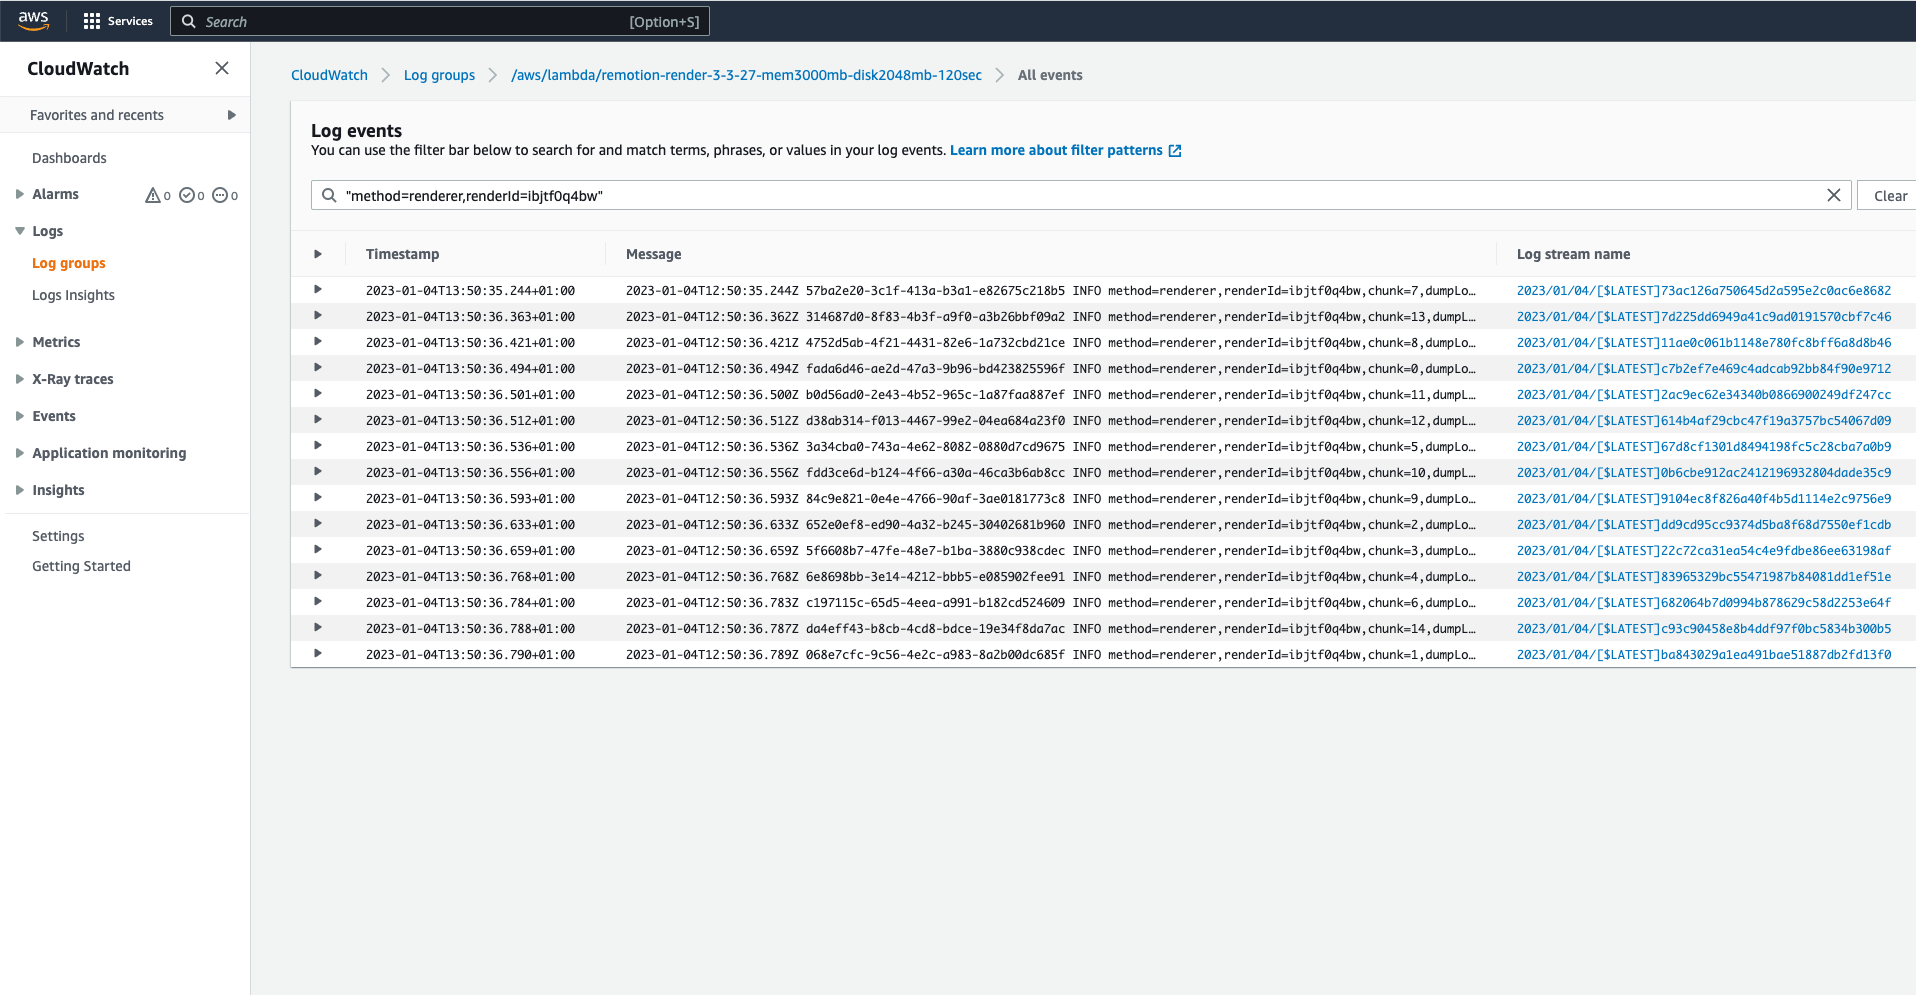 aws
Services
Search
[Option+S]
CloudWatch
Favorites and recents
Dashboards
Alarms 0 0 0
Logs
Log groups
Logs Insights
Metrics
X-Ray traces
Events
Application monitoring
Insights
Settings
Getting Started
CloudWatch
Log groups
/aws/lambda/remotion-render-3-3-27-mem3000mb-disk2048mb-120sec
All events
Log events
You can use the filter bar below to search for and match terms, phrases, or values in your log events. Learn more about filter patterns
"method=renderer,renderId=ibjtf0q4bw"
Clear
Timestamp Message Log stream name
2023-01-04T13:50:35.244+01:00 2023-01-04T12:50:35.244Z 57ba2e20-3c1f-413a-b3a1-e82675c218b5 INFO method=renderer,renderId=ibjtf0q4bw,chunk=7,dumpLo… 2023/01/04/[$LATEST]73ac126a750645d2a595e2c0ac6e8682
2023-01-04T13:50:36.363+01:00 2023-01-04T12:50:36.362Z 314687d0-8f83-4b3f-a9f0-a3b26bbf09a2 INFO method=renderer,renderId=ibjtf0q4bw,chunk=13,dumpL… 2023/01/04/[$LATEST]7d225dd6949a41c9ad0191570cbf7c46
2023-01-04T13:50:36.421+01:00 2023-01-04T12:50:36.421Z 4752d5ab-4f21-4431-82e6-1a732cbd21ce INFO method=renderer,renderId=ibjtf0q4bw,chunk=8,dumpLo… 2023/01/04/[$LATEST]11ae0c061b1148e780fc8bff6a8d8b46
2023-01-04T13:50:36.494+01:00 2023-01-04T12:50:36.494Z fada6d46-ae2d-47a3-9b96-bd423825596f INFO method=renderer,renderId=ibjtf0q4bw,chunk=0,dumpLo… 2023/01/04/[$LATEST]c7b2ef7e469c4adcab92bb84f90e9712
2023-01-04T13:50:36.501+01:00 2023-01-04T12:50:36.500Z b0d56ad0-2e43-4b52-965c-1a87faa887ef INFO method=renderer,renderId=ibjtf0q4bw,chunk=11,dumpL… 2023/01/04/[$LATEST]2ac9ec62e34340b0866900249df247cc
2023-01-04T13:50:36.512+01:00 2023-01-04T12:50:36.512Z d38ab314-f013-4467-99e2-04ea684a23f0 INFO method=renderer,renderId=ibjtf0q4bw,chunk=12,dumpL… 2023/01/04/[$LATEST]614b4af29cbc47f19a3757bc54067d09
2023-01-04T13:50:36.536+01:00 2023-01-04T12:50:36.536Z 3a34cba0-743a-4e62-8082-0880d7cd9675 INFO method=renderer,renderId=ibjtf0q4bw,chunk=5,dumpLo… 2023/01/04/[$LATEST]67d8cf1301d8494198fc5c28cba7a0b9
2023-01-04T13:50:36.556+01:00 2023-01-04T12:50:36.556Z fdd3ce6d-b124-4f66-a30a-46ca3b6ab8cc INFO method=renderer,renderId=ibjtf0q4bw,chunk=10,dumpL… 2023/01/04/[$LATEST]0b6cbe912ac2412196932804dade35c9
2023-01-04T13:50:36.593+01:00 2023-01-04T12:50:36.593Z 84c9e821-0e4e-4766-90af-3ae0181773c8 INFO method=renderer,renderId=ibjtf0q4bw,chunk=9,dumpLo… 2023/01/04/[$LATEST]9104ec8f826a40f4b5d1114e2c9756e9
2023-01-04T13:50:36.633+01:00 2023-01-04T12:50:36.633Z 652e0ef8-ed90-4a32-b245-30402681b960 INFO method=renderer,renderId=ibjtf0q4bw,chunk=2,dumpLo… 2023/01/04/[$LATEST]dd9cd95cc9374d5ba8f68d7550ef1cdb
2023-01-04T13:50:36.659+01:00 2023-01-04T12:50:36.659Z 5f6608b7-47fe-48e7-b1ba-3880c938cdec INFO method=renderer,renderId=ibjtf0q4bw,chunk=3,dumpLo… 2023/01/04/[$LATEST]22c72ca31ea54c4e9fdbe86ee63198af
2023-01-04T13:50:36.768+01:00 2023-01-04T12:50:36.768Z 6e8698bb-3e14-4212-bbb5-e085902fee91 INFO method=renderer,renderId=ibjtf0q4bw,chunk=4,dumpLo… 2023/01/04/[$LATEST]83965329bc55471987b84081dd1ef51e
2023-01-04T13:50:36.784+01:00 2023-01-04T12:50:36.783Z c197115c-65d5-4eea-a991-b182cd524609 INFO method=renderer,renderId=ibjtf0q4bw,chunk=6,dumpLo… 2023/01/04/[$LATEST]682064b7d0994b878629c58d2253e64f
2023-01-04T13:50:36.788+01:00 2023-01-04T12:50:36.787Z da4eff43-b8cb-4cd8-bdce-19e34f8da7ac INFO method=renderer,renderId=ibjtf0q4bw,chunk=14,dumpL… 2023/01/04/[$LATEST]c93c90458e8b4ddf97f0bc5834b300b5
2023-01-04T13:50:36.790+01:00 2023-01-04T12:50:36.789Z 068e7cfc-9c56-4e2c-a983-8a2b00dc685f INFO method=renderer,renderId=ibjtf0q4bw,chunk=1,dumpLo… 2023/01/04/[$LATEST]ba843029a1ea491bae51887db2fd13f0